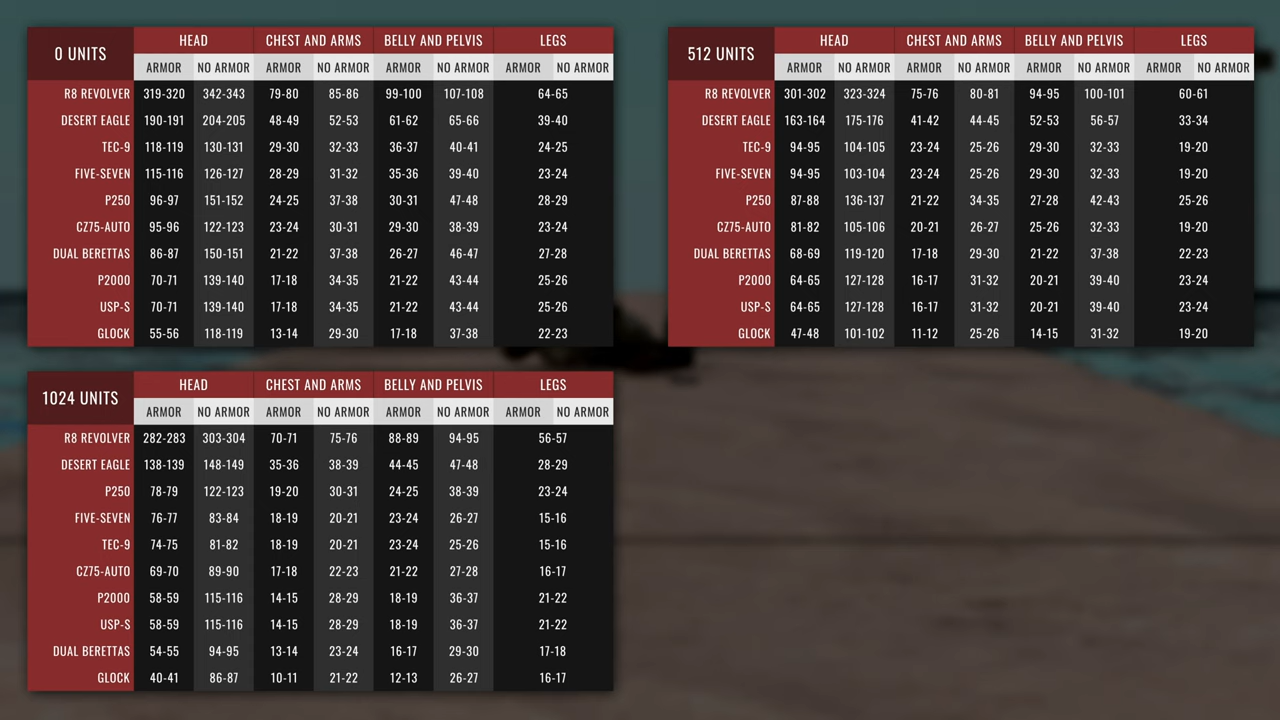 0 UNITS HEAD CHEST AND ARMS BELLY AND PELVIS LEGS
ARMOR NO ARMOR ARMOR NO ARMOR ARMOR NO ARMOR ARMOR NO ARMOR
R8 REVOLVER 319-320 342-343 79-80 85-86 99-100 107-108 64-65
DESERT EAGLE 190-191 204-205 48-49 52-53 61-62 65-66 39-40
TEC-9 118-119 130-131 29-30 32-33 36-37 40-41 24-25
FIVE-SEVEN 115-116 126-127 28-29 31-32 35-36 39-40 23-24
P250 96-97 151-152 24-25 37-38 30-31 47-48 28-29
CZ75-AUTO 95-96 122-123 23-24 30-31 29-30 38-39 23-24
DUAL BERETTAS 86-87 150-151 21-22 37-38 26-27 46-47 27-28
P2000 70-71 139-140 17-18 34-35 21-22 43-44 25-26
USP-S 70-71 139-140 17-18 34-35 21-22 43-44 25-26
GLOCK 55-56 118-119 13-14 29-30 17-18 37-38 22-23
512 UNITS HEAD CHEST AND ARMS BELLY AND PELVIS LEGS
ARMOR NO ARMOR ARMOR NO ARMOR ARMOR NO ARMOR ARMOR NO ARMOR
R8 REVOLVER 301-302 323-324 75-76 80-81 94-95 100-101 60-61
DESERT EAGLE 163-164 175-176 41-42 44-45 52-53 56-57 33-34
TEC-9 94-95 104-105 23-24 25-26 29-30 32-33 19-20
FIVE-SEVEN 94-95 103-104 23-24 25-26 29-30 32-33 19-20
P250 87-88 136-137 21-22 34-35 27-28 42-43 25-26
CZ75-AUTO 81-82 105-106 20-21 26-27 25-26 32-33 19-20
DUAL BERETTAS 68-69 119-120 17-18 29-30 21-22 37-38 22-23
P2000 64-65 127-128 16-17 31-32 20-21 39-40 23-24
USP-S 64-65 127-128 16-17 31-32 20-21 39-40 23-24
GLOCK 47-48 101-102 11-12 25-26 14-15 31-32 19-20
1024 UNITS HEAD CHEST AND ARMS BELLY AND PELVIS LEGS
ARMOR NO ARMOR ARMOR NO ARMOR ARMOR NO ARMOR ARMOR NO ARMOR
R8 REVOLVER 282-283 303-304 70-71 75-76 88-89 94-95 56-57
DESERT EAGLE 138-139 148-149 35-36 38-39 44-45 47-48 28-29
P250 78-79 122-123 19-20 30-31 24-25 38-39 23-24
FIVE-SEVEN 76-77 83-84 18-19 20-21 23-24 26-27 15-16
TEC-9 74-75 81-82 18-19 20-21 23-24 25-26 15-16
CZ75-AUTO 69-70 89-90 17-18 22-23 21-22 27-28 16-17
P2000 58-59 115-116 14-15 28-29 18-19 36-37 21-22
USP-S 58-59 115-116 14-15 28-29 18-19 36-37 21-22
DUAL BERETTAS 54-55 94-95 13-14 23-24 16-17 29-30 17-18
GLOCK 40-41 86-87 10-11 21-22 12-13 26-27 16-17